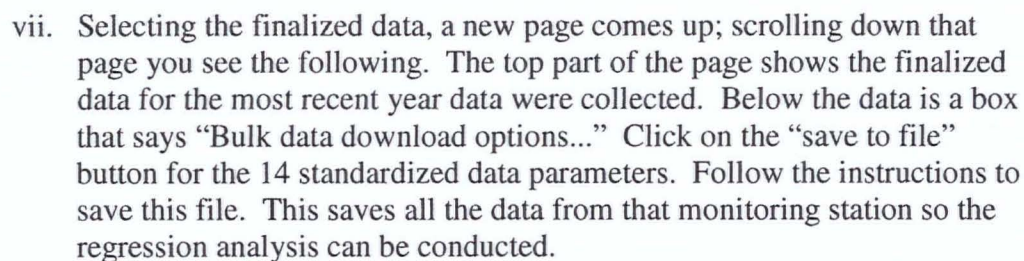 vii. Selecting the finalized data, a new page comes up; scrolling down that
page you see the following. The top part of the page shows the finalized
data for the most recent year data were collected. Below the data is a box
that says “Bulk data download options...” Click on the “save to file”
button for the 14 standardized data parameters. Follow the instructions to
save this file. This saves all the data from that monitoring station so the
regression analysis can be conducted.